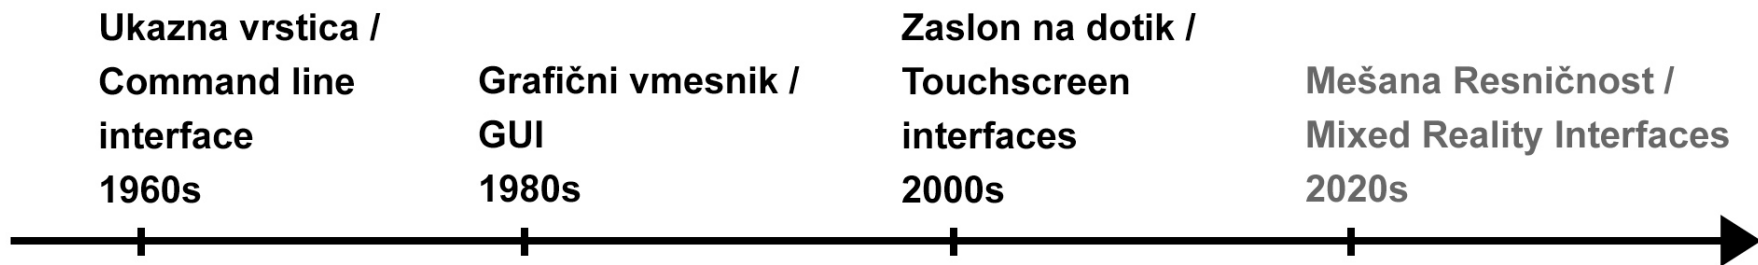 Ukazna vrstica /
Command line
interface
1960s
Grafični vmesnik /
GUI
1980s
Zaslon na dotik /
Touchscreen
interfaces
2000s
Mešana Resničnost /
Mixed Reality Interfaces
2020s